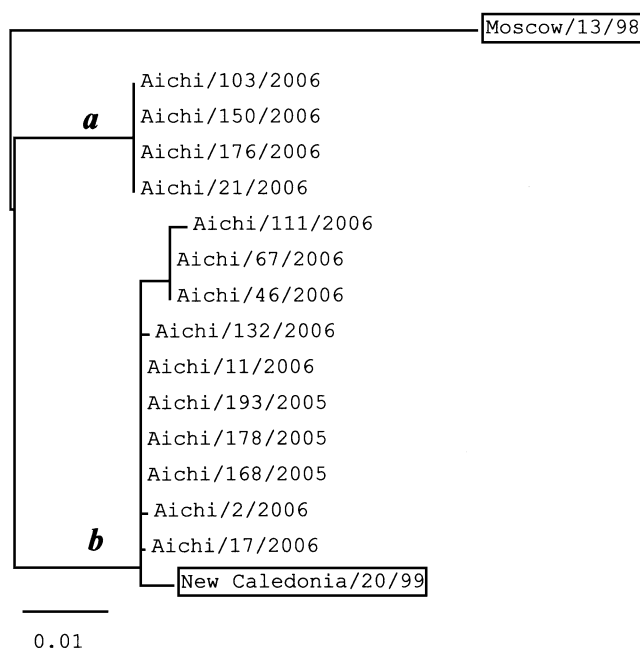 Moscow/13/98
Aichi/103/2006
a
Aichi/150/2006
Aichi/176/2006
Aichi/21/2006
Aichi/111/2006
Aichi/67/2006
Aichi/46/2006
Aichi/132/2006
Aichi/11/2006
Aichi/193/2005
Aichi/178/2005
Aichi/168/2005
Aichi/2/2006
b
Aichi/17/2006
New Caledonia/20/99
0.01